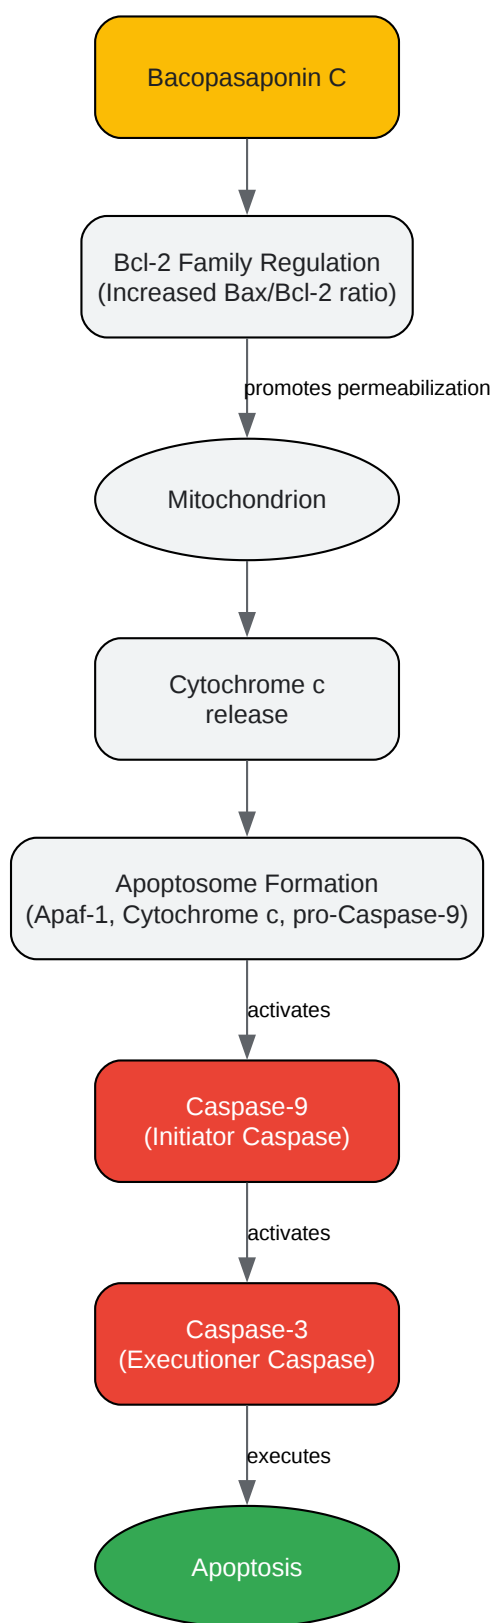 Bacopasaponin C
Bcl-2 Family Regulation
(Increased Bax/Bcl-2 ratio)
promotes permeabilization
Mitochondrion
Cytochrome c
release
Apoptosome Formation
(Apaf-1, Cytochrome c, pro-Caspase-9)
activates
Caspase-9
(Initiator Caspase)
activates
Caspase-3
(Executioner Caspase)
executes
Apoptosis